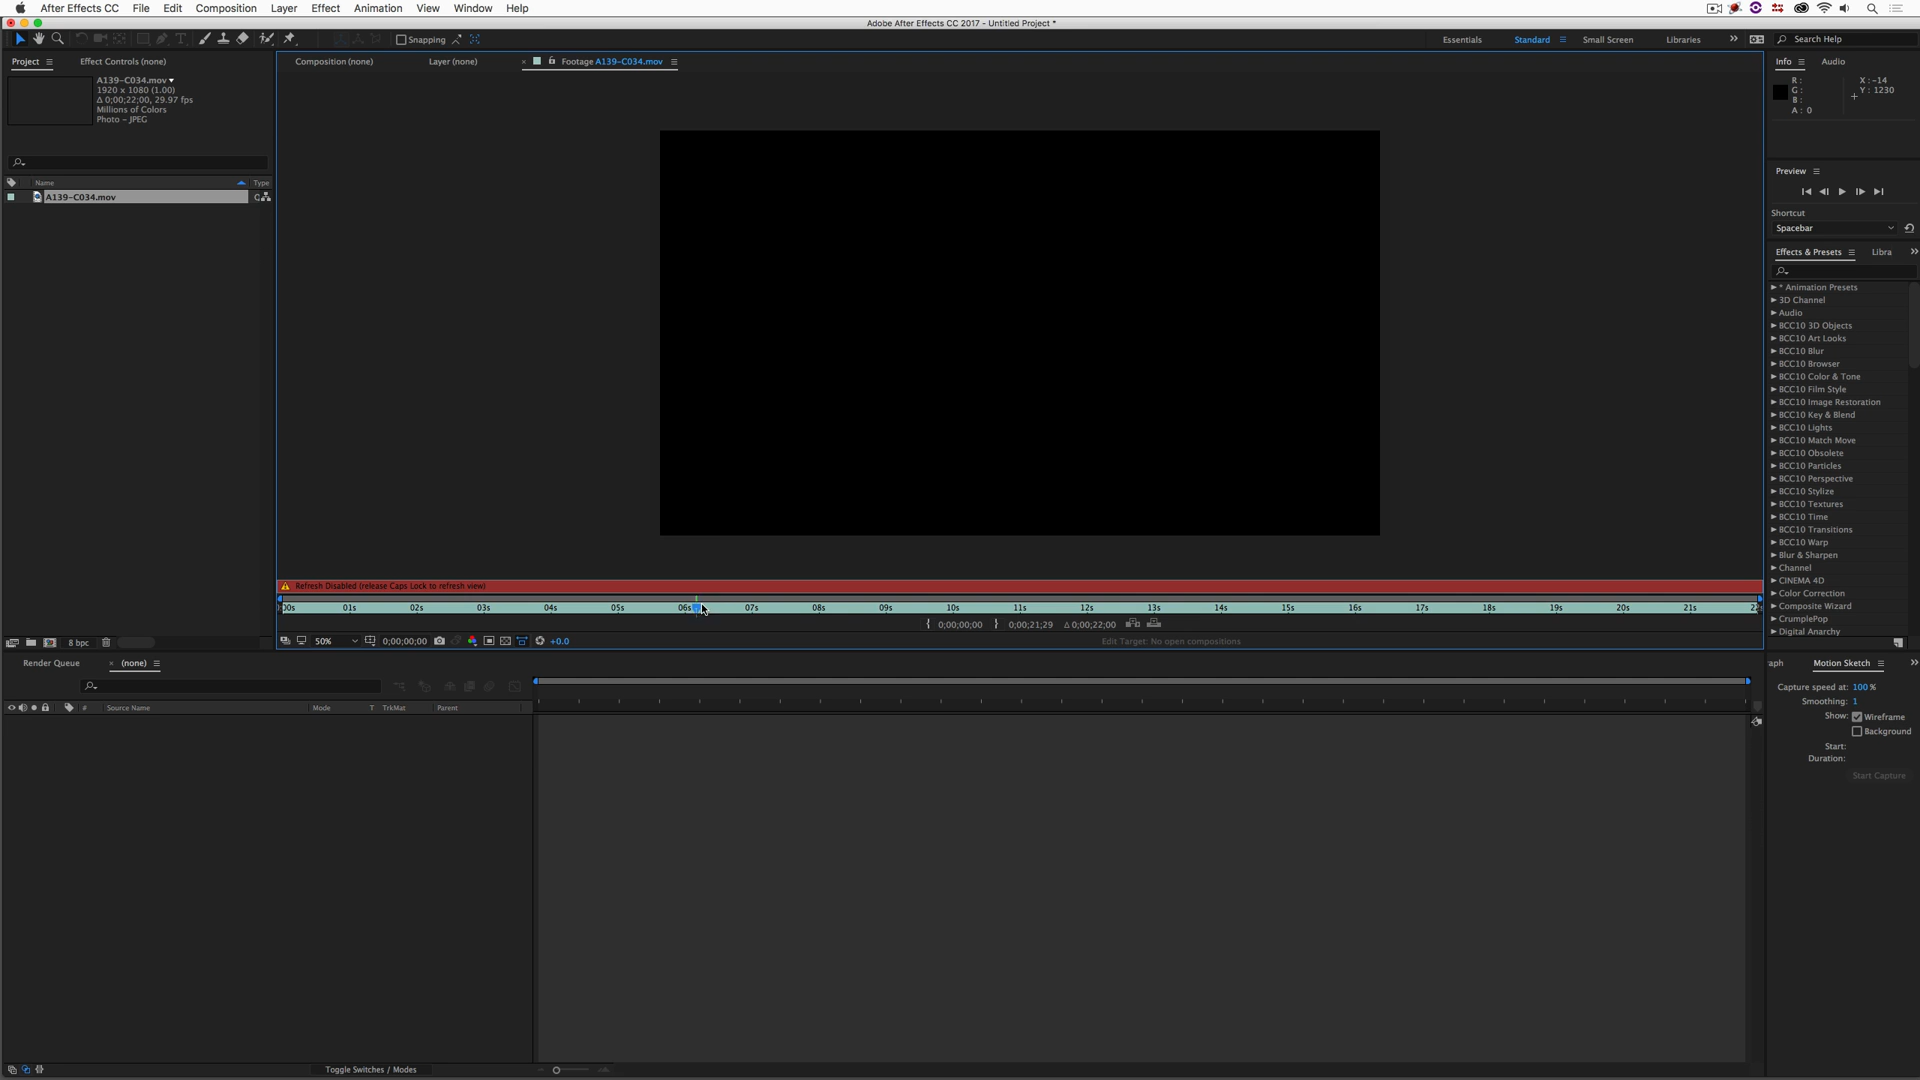 After Effects CC File Edit Composition Layer Effect Animation View Window Help
Adobe After Effects CC 2017 - Untitled Project *
Snapping
Essentials Standard Small Screen Libraries
Search Help
Project Effect Controls (none)
A139-C034.mov
1920 x 1080 (1.00)
Δ 0;00;22;00, 29.97 fps
Millions of Colors
Photo - JPEG
Name Type
A139-C034.mov
8 bpc
Composition (none) Layer (none) Footage A139-C034.mov
Refresh Disabled (release Caps Lock to refresh view)
00s 01s 02s 03s 04s 05s 06s 07s 08s 09s 10s 11s 12s 13s 14s 15s 16s 17s 18s 19s 20s 21s
0;00;00;00 0;00;21;29 Δ 0;00;22;00
50% 0;00;00;00 +0.0 Edit Target: No open compositions
Info Audio
R :
G :
B :
A : 0
X : -14
Y : 1230
Preview
Shortcut
Spacebar
Effects & Presets Libra
* Animation Presets
3D Channel
Audio
BCC10 3D Objects
BCC10 Art Looks
BCC10 Blur
BCC10 Browser
BCC10 Color & Tone
BCC10 Film Style
BCC10 Image Restoration
BCC10 Key & Blend
BCC10 Lights
BCC10 Match Move
BCC10 Obsolete
BCC10 Particles
BCC10 Perspective
BCC10 Stylize
BCC10 Textures
BCC10 Time
BCC10 Transitions
BCC10 Warp
Blur & Sharpen
Channel
CINEMA 4D
Color Correction
Composite Wizard
CrumplePop
Digital Anarchy
Render Queue (none)
# Source Name Mode T TrkMat Parent
Toggle Switches / Modes
raph Motion Sketch
Capture speed at: 100 %
Smoothing: 1
Show: Wireframe
Background
Start:
Duration:
Start Capture